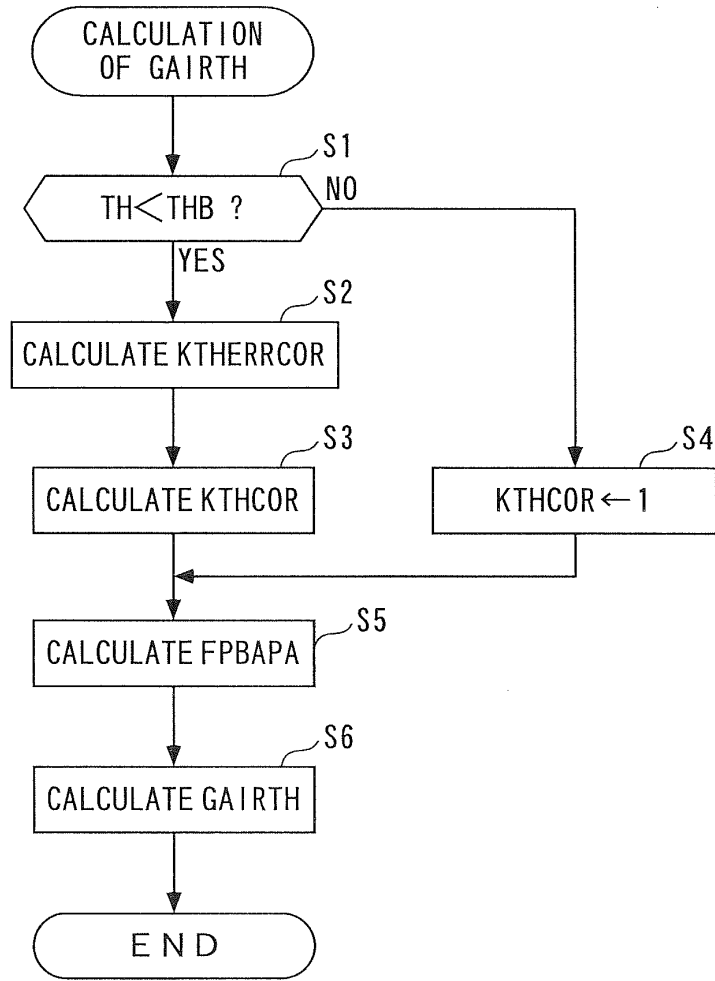 CALCULATION
OF GAIRTH
S1
TH<THB ?
NO
YES
S2
CALCULATE KTHERRCOR
S3
CALCULATE KTHCOR
S4
KTHCOR←1
S5
CALCULATE FPBAPA
S6
CALCULATE GAIRTH
END